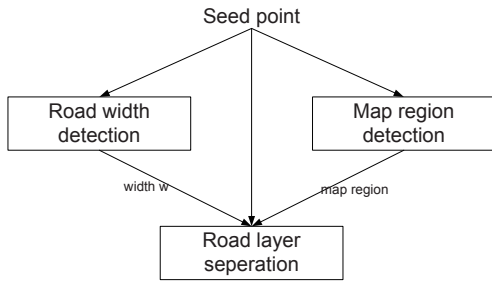 Seed point
Road width
detection
Map region
detection
width w
map region
Road layer
seperation